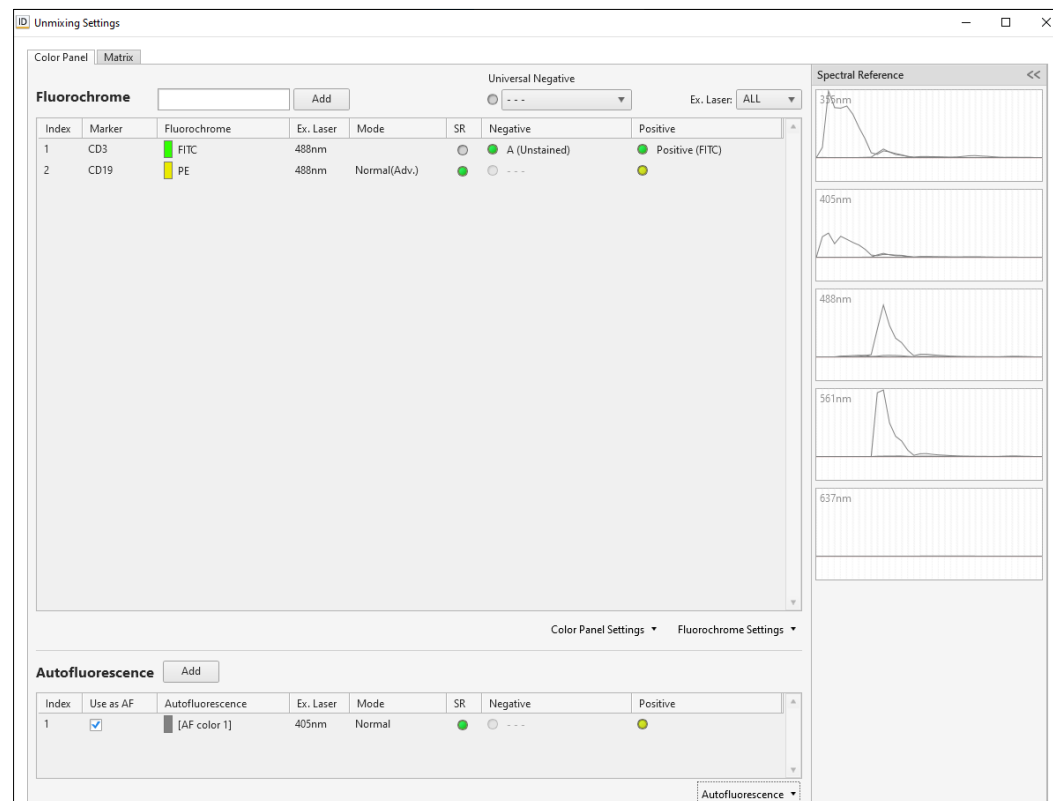 ID Unmixing Settings
Color Panel Matrix
Spectral Reference <<
Universal Negative
Fluorochrome Add - - - Ex. Laser: ALL
Index Marker Fluorochrome Ex. Laser Mode SR Negative Positive
1 CD3 FITC 488nm A (Unstained) Positive (FITC)
2 CD19 PE 488nm Normal(Adv.) - - -
355nm
405nm
488nm
561nm
637nm
Color Panel Settings Fluorochrome Settings
Autofluorescence Add
Index Use as AF Autofluorescence Ex. Laser Mode SR Negative Positive
1 [AF color 1] 405nm Normal - - -
Autofluorescence